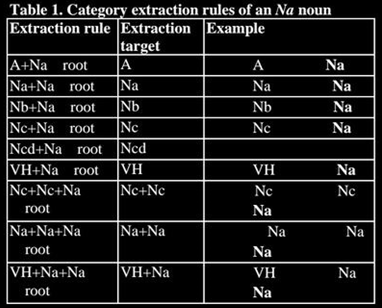 Table 1. Category extraction rules of an Na noun
Extraction rule Extraction target Example
A+Na root A A Na
Na+Na root Na Na Na
Nb+Na root Nb Nb Na
Nc+Na root Nc Nc Na
Ncd+Na root Ncd
VH+Na root VH VH Na
Nc+Nc+Na root Nc+Nc Nc Nc Na
Na+Na+Na root Na+Na Na Na Na
VH+Na+Na root VH+Na VH Na Na